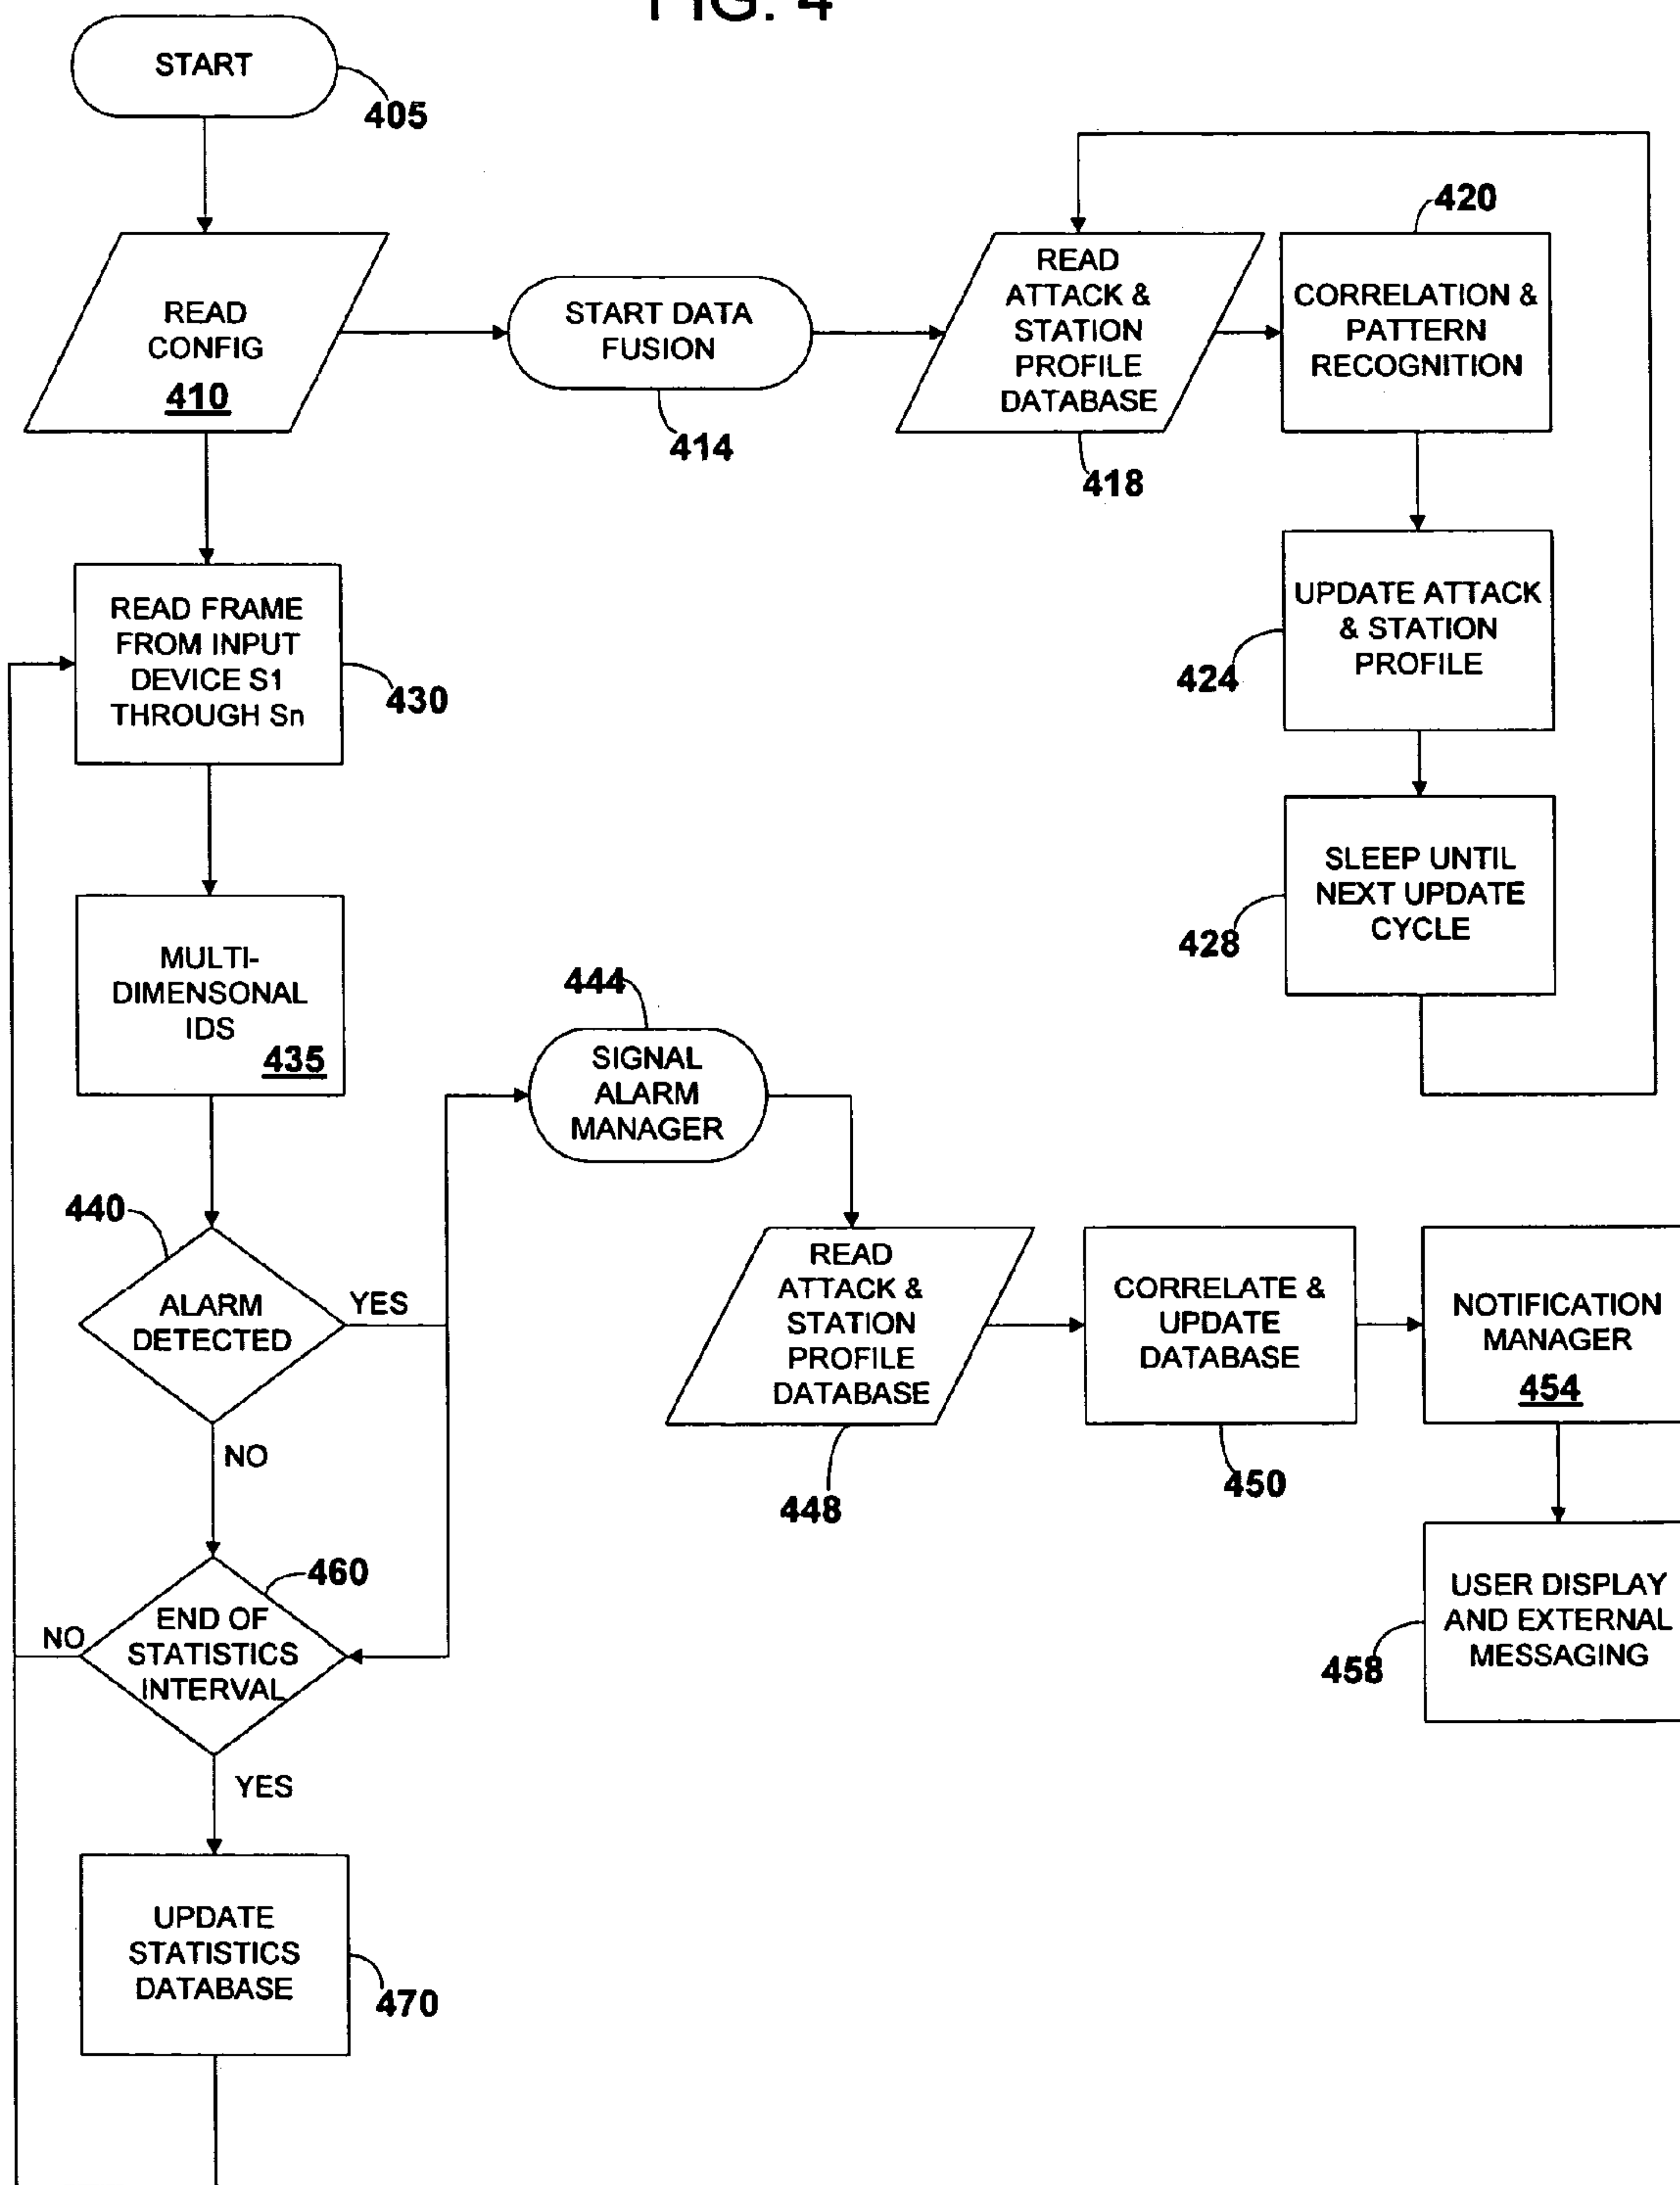 FIG. 4
START
405
READ
CONFIG
410
START DATA
FUSION
414
READ
ATTACK &
STATION
PROFILE
DATABASE
418
420
CORRELATION &
PATTERN
RECOGNITION
UPDATE ATTACK
& STATION
PROFILE
424
SLEEP UNTIL
NEXT UPDATE
CYCLE
428
READ FRAME
FROM INPUT
DEVICE S1
THROUGH Sn
430
MULTI-
DIMENSONAL
IDS
435
440
ALARM
DETECTED
YES
NO
444
SIGNAL
ALARM
MANAGER
READ
ATTACK &
STATION
PROFILE
DATABASE
448
CORRELATE &
UPDATE
DATABASE
450
NOTIFICATION
MANAGER
454
USER DISPLAY
AND EXTERNAL
MESSAGING
458
460
END OF
STATISTICS
INTERVAL
NO
YES
UPDATE
STATISTICS
DATABASE
470